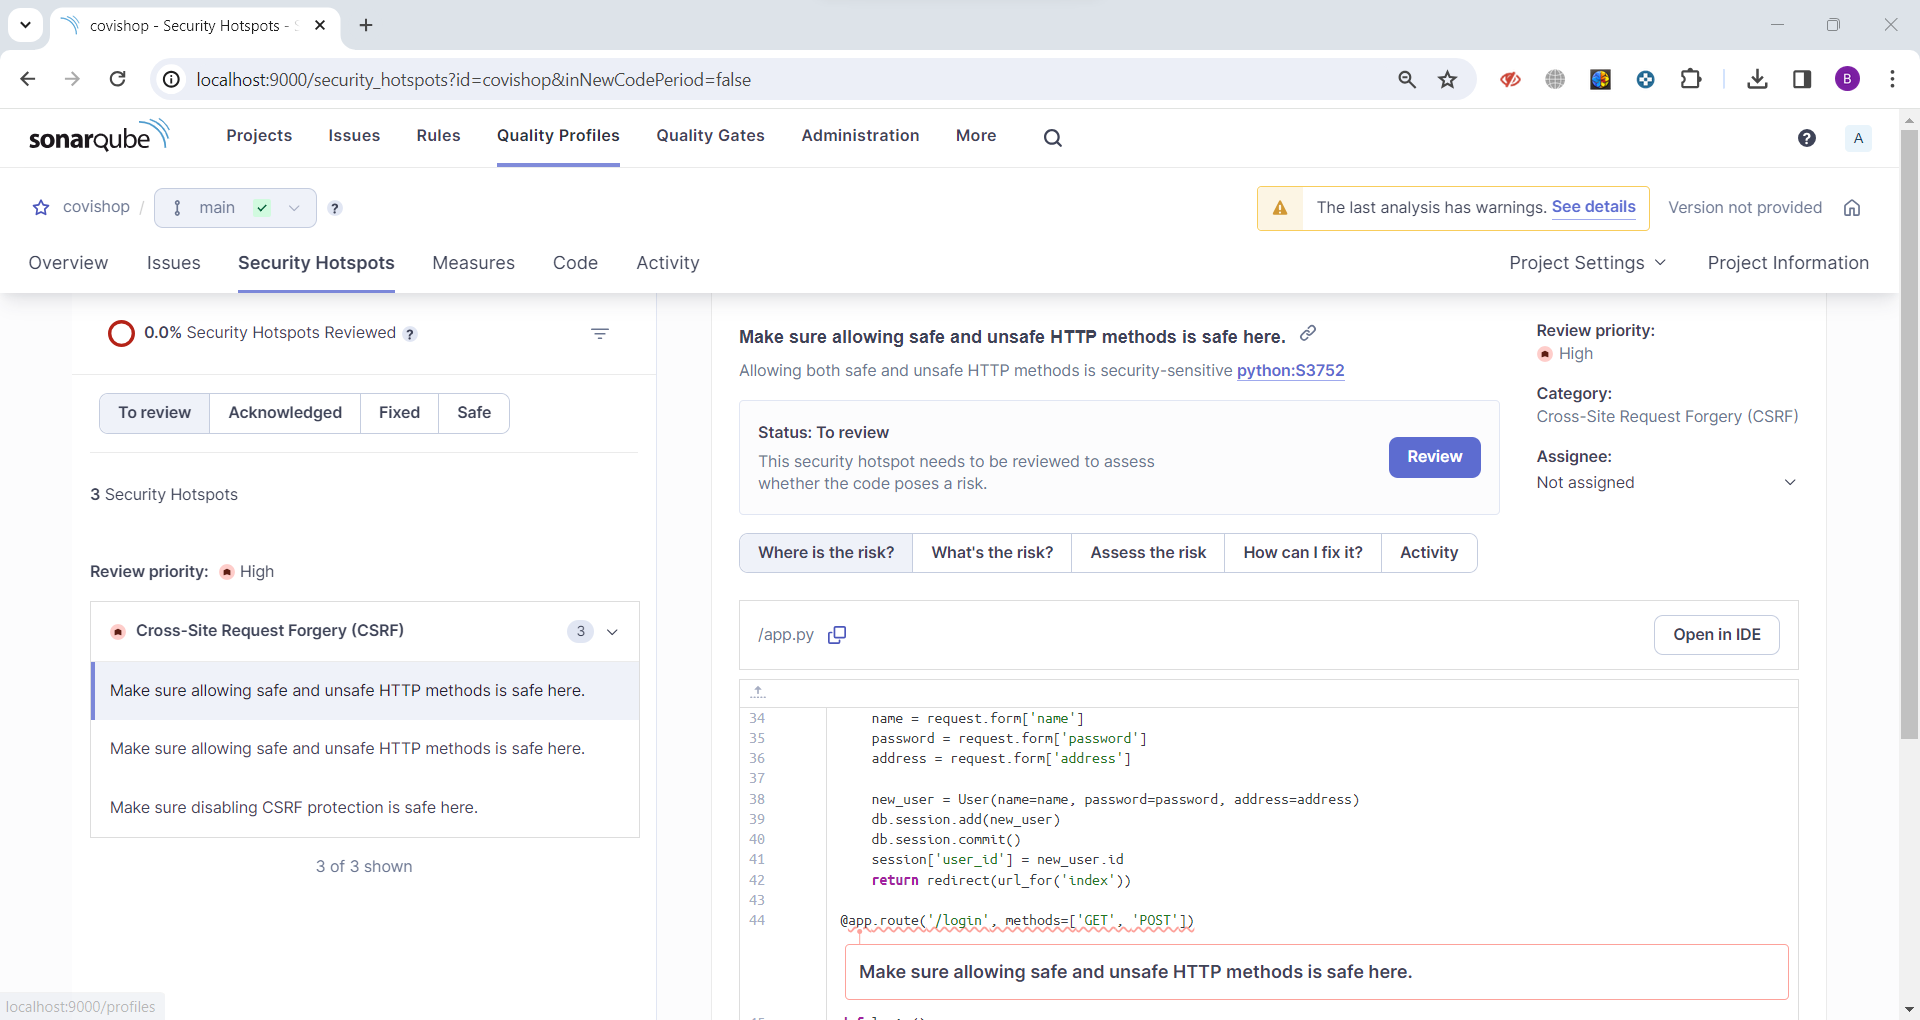 covishop - Security Hotspots -
localhost:9000/security_hotspots?id=covishop&inNewCodePeriod=false
B
sonarqube
Projects Issues Rules Quality Profiles Quality Gates Administration More
?
A
covishop / main ?
The last analysis has warnings. See details
Version not provided
Overview Issues Security Hotspots Measures Code Activity
Project Settings Project Information
0.0% Security Hotspots Reviewed ?
To review Acknowledged Fixed Safe
3 Security Hotspots
Review priority: High
Cross-Site Request Forgery (CSRF) 3
Make sure allowing safe and unsafe HTTP methods is safe here.
Make sure allowing safe and unsafe HTTP methods is safe here.
Make sure disabling CSRF protection is safe here.
3 of 3 shown
Make sure allowing safe and unsafe HTTP methods is safe here.
Allowing both safe and unsafe HTTP methods is security-sensitive python:S3752
Status: To review
This security hotspot needs to be reviewed to assess
whether the code poses a risk.
Review
Review priority:
High
Category:
Cross-Site Request Forgery (CSRF)
Assignee:
Not assigned
Where is the risk? What's the risk? Assess the risk How can I fix it? Activity
/app.py
Open in IDE
34 name = request.form['name']
35 password = request.form['password']
36 address = request.form['address']
37
38 new_user = User(name=name, password=password, address=address)
39 db.session.add(new_user)
40 db.session.commit()
41 session['user_id'] = new_user.id
42 return redirect(url_for('index'))
43
44 @app.route('/login', methods=['GET', 'POST'])
Make sure allowing safe and unsafe HTTP methods is safe here.
localhost:9000/profiles